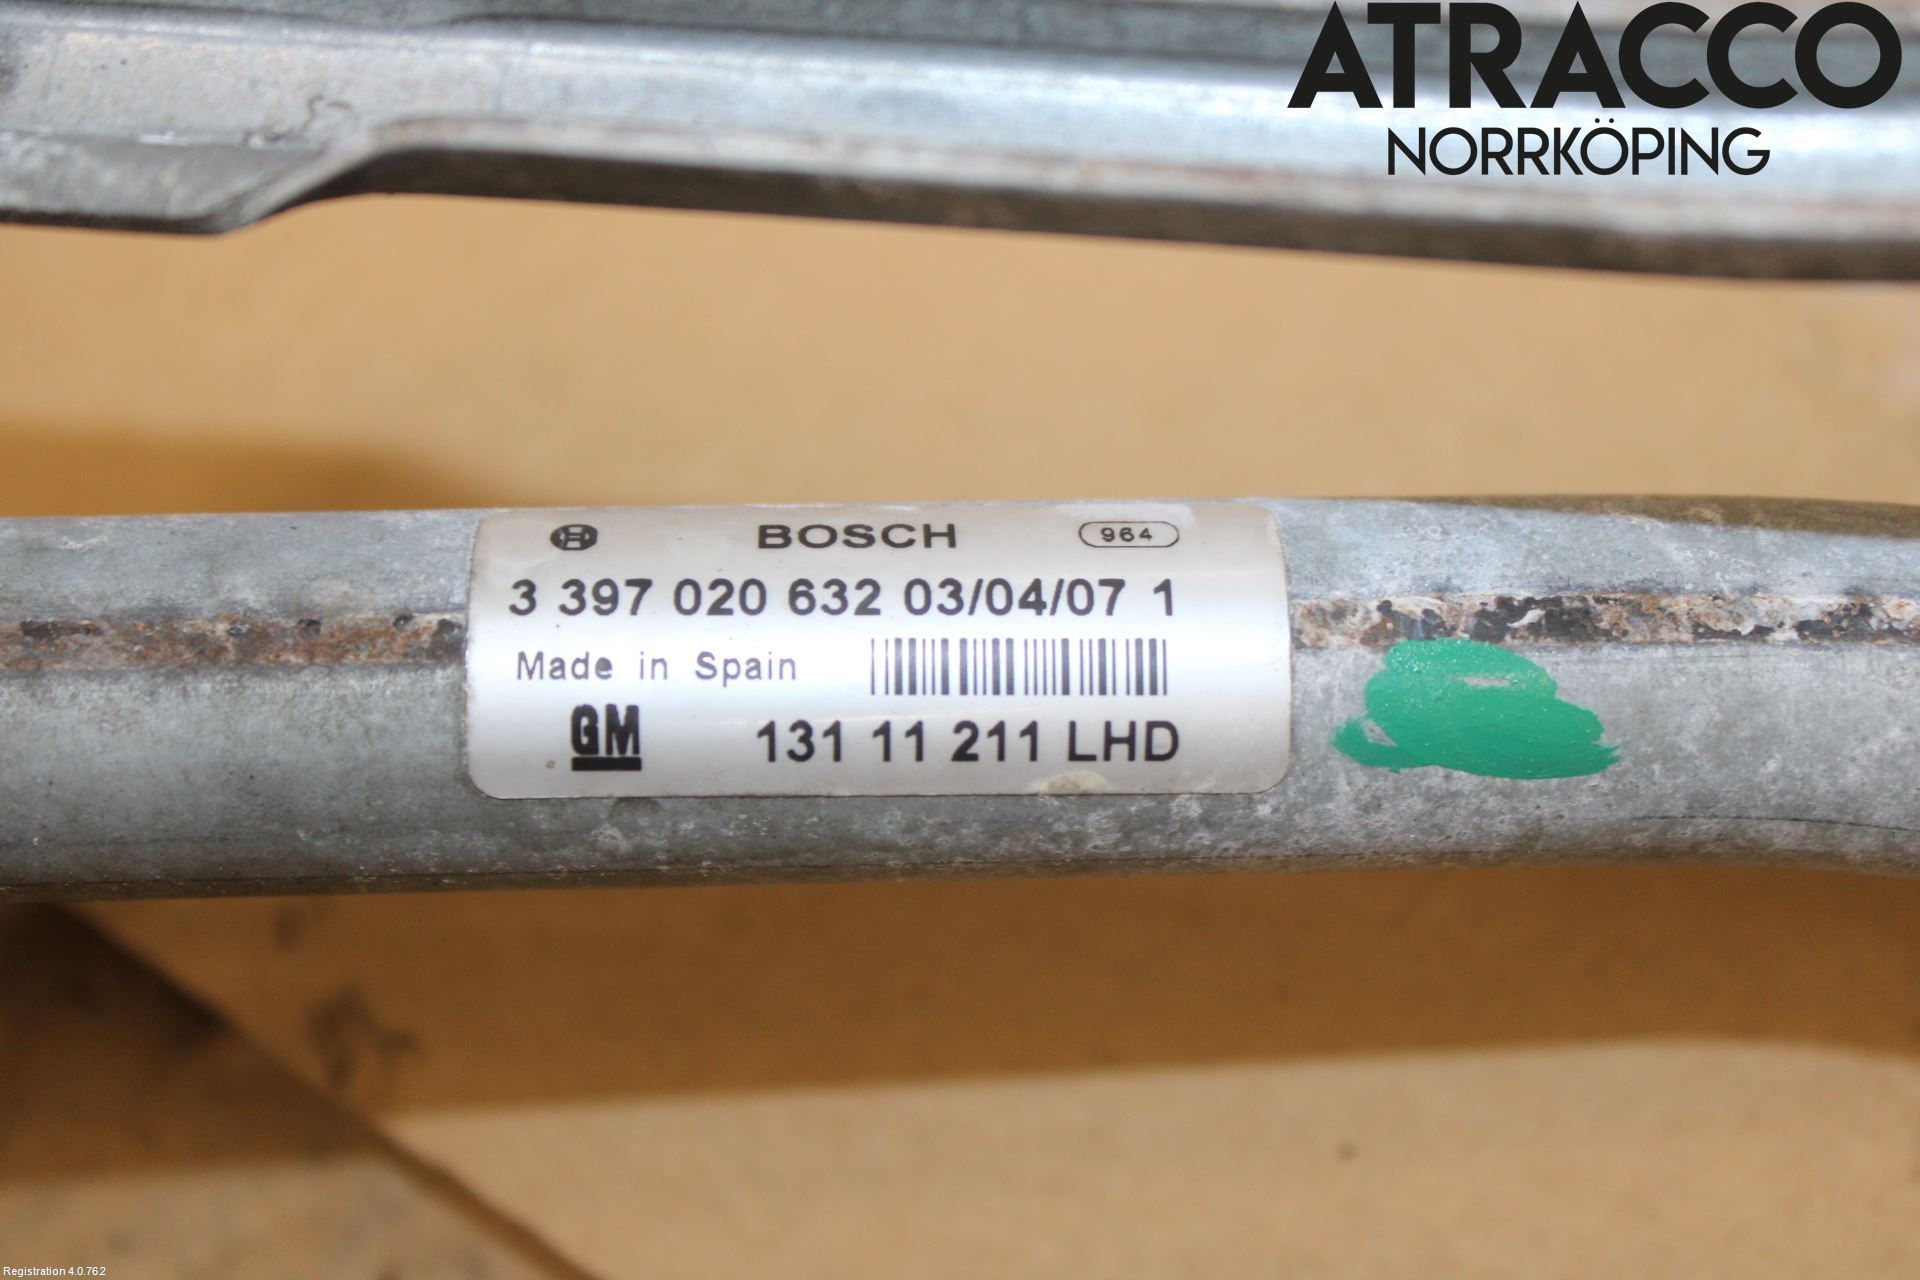 ATRACCO
NORRKÖPING
BOSCH 964
3 397 020 632 03/04/07 1
Made in Spain
GM 131 11 211 LHD
Registration 4.0.762